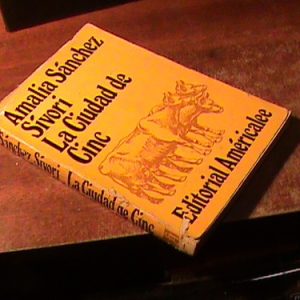 Amalia Sánchez
Sívori
La Ciudad de
Cinc
Editorial Américalee
Sánchez Sívori La Ciudad de Cinc